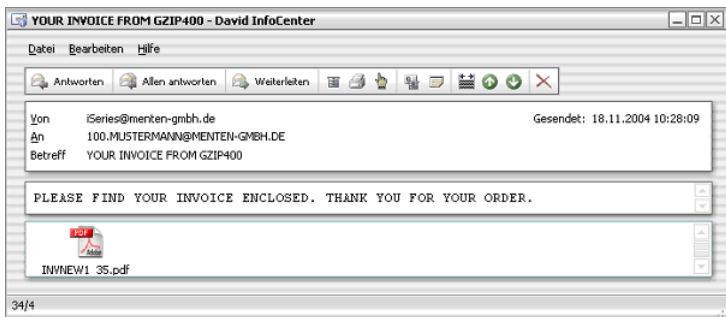 YOUR INVOICE FROM GZIP400 - David InfoCenter
Datei Bearbeiten Hilfe
Antworten Allen antworten Weiterleiten
Von iSeries@menten-gmbh.de Gesendet: 18.11.2004 10:28:09
An 100.MUSTERMANN@MENTEN-GMBH.DE
Betreff YOUR INVOICE FROM GZIP400
PLEASE FIND YOUR INVOICE ENCLOSED. THANK YOU FOR YOUR ORDER.
PDF
Adobe
INVNEW1 35.pdf
34/4